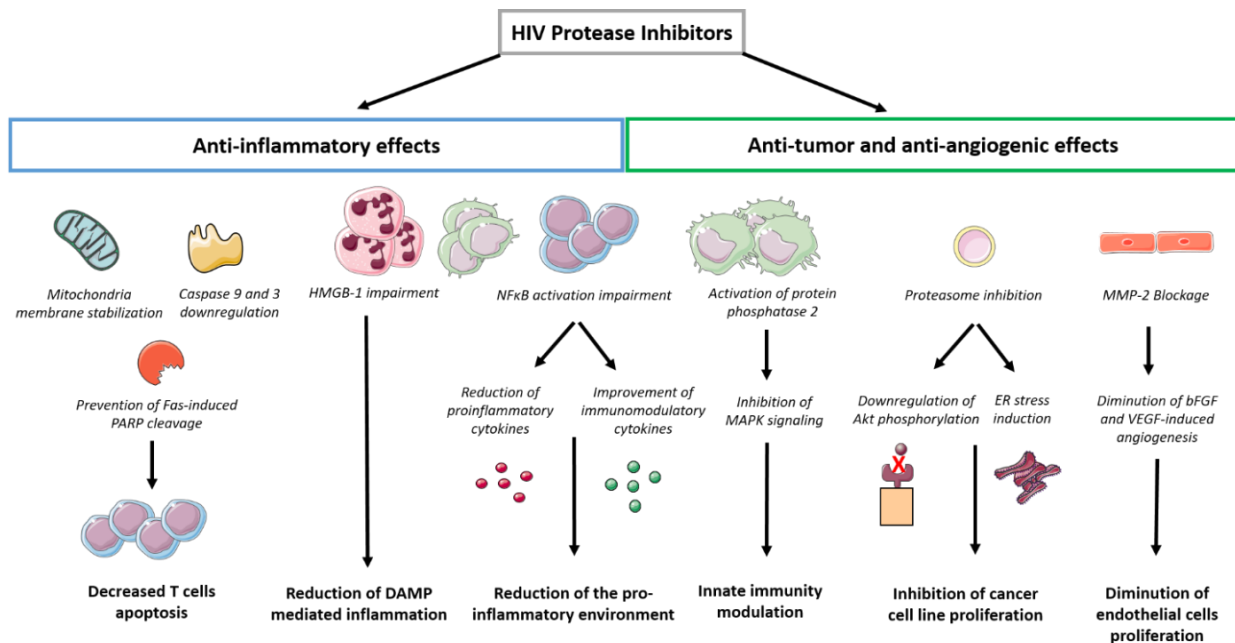 HIV Protease Inhibitors
Anti-inflammatory effects
Anti-tumor and anti-angiogenic effects
Mitochondria
membrane stabilization
Caspase 9 and 3
downregulation
HMGB-1 impairment
NFκB activation impairment
Activation of protein
phosphatase 2
Proteasome inhibition
MMP-2 Blockage
Prevention of Fas-induced
PARP cleavage
Reduction of
proinflammatory
cytokines
Improvement of
immunomodulatory
cytokines
Inhibition of
MAPK signaling
Downregulation of
Akt phosphorylation
ER stress
induction
Diminution of bFGF
and VEGF-induced
angiogenesis
X
Decreased T cells
apoptosis
Reduction of DAMP
mediated inflammation
Reduction of the pro-
inflammatory environment
Innate immunity
modulation
Inhibition of cancer
cell line proliferation
Diminution of
endothelial cells
proliferation